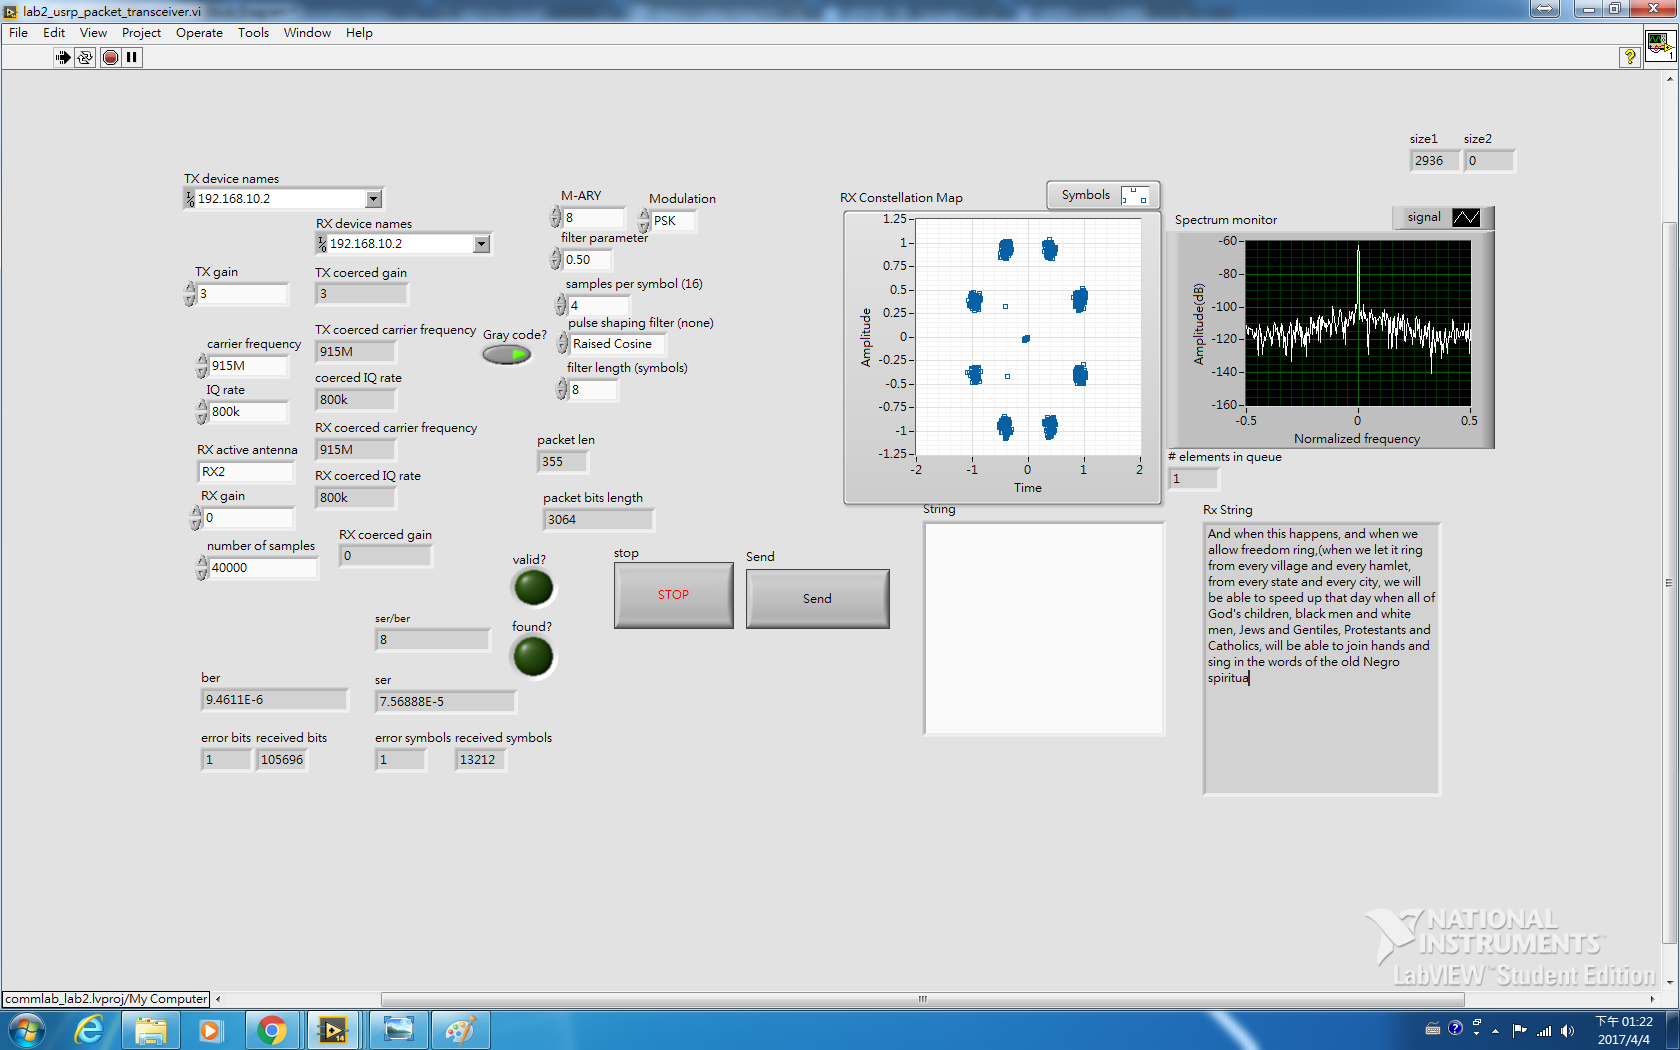 lab2_usrp_packet_transceiver.vi
File Edit View Project Operate Tools Window Help
size1 size2
2936 0
TX device names
192.168.10.2
RX device names
192.168.10.2
TX gain
3
TX coerced gain
3
TX coerced carrier frequency
915M
carrier frequency
915M
coerced IQ rate
800k
IQ rate
800k
RX coerced carrier frequency
915M
RX active antenna
RX2
RX coerced IQ rate
800k
RX gain
0
RX coerced gain
0
number of samples
40000
Gray code?
M-ARY
8
Modulation
PSK
filter parameter
0.50
samples per symbol (16)
4
pulse shaping filter (none)
Raised Cosine
filter length (symbols)
8
packet len
355
packet bits length
3064
valid?
found?
stop
STOP
Send
Send
ser/ber
8
ber
9.4611E-6
ser
7.56888E-5
error bits received bits
1 105696
error symbols received symbols
1 13212
RX Constellation Map
Symbols
1.25
1
0.75
0.5
0.25
0
-0.25
-0.5
-0.75
-1
-1.25
-2 -1 0 1 2
Amplitude
Time
Spectrum monitor
signal
-60
-80
-100
-120
-140
-160
-0.5 0 0.5
Amplitude(dB)
Normalized frequency
# elements in queue
1
String
Rx String
And when this happens, and when we
allow freedom ring,(when we let it ring
from every village and every hamlet,
from every state and every city, we will
be able to speed up that day when all of
God's children, black men and white
men, Jews and Gentiles, Protestants and
Catholics, will be able to join hands and
sing in the words of the old Negro
spiritua
NATIONAL
INSTRUMENTS™
LabVIEW™ Student Edition
commlab_lab2.lvproj/My Computer
下午 01:22
2017/4/4